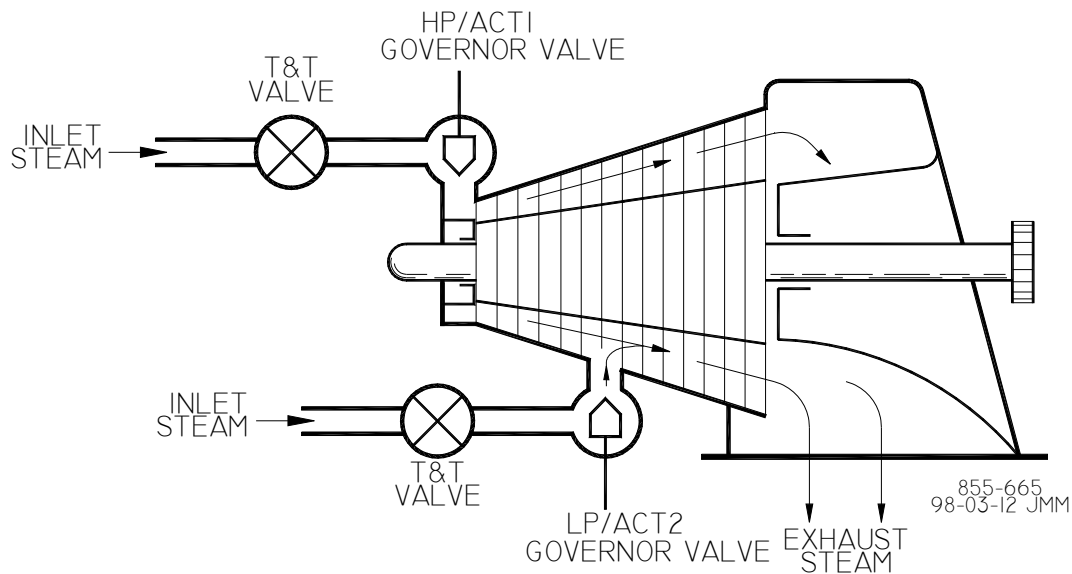 HP/ACT1
GOVERNOR VALVE
T&T
VALVE
INLET
STEAM
INLET
STEAM
T&T
VALVE
LP/ACT2
GOVERNOR VALVE
EXHAUST
STEAM
855-665
98-03-12 JMM